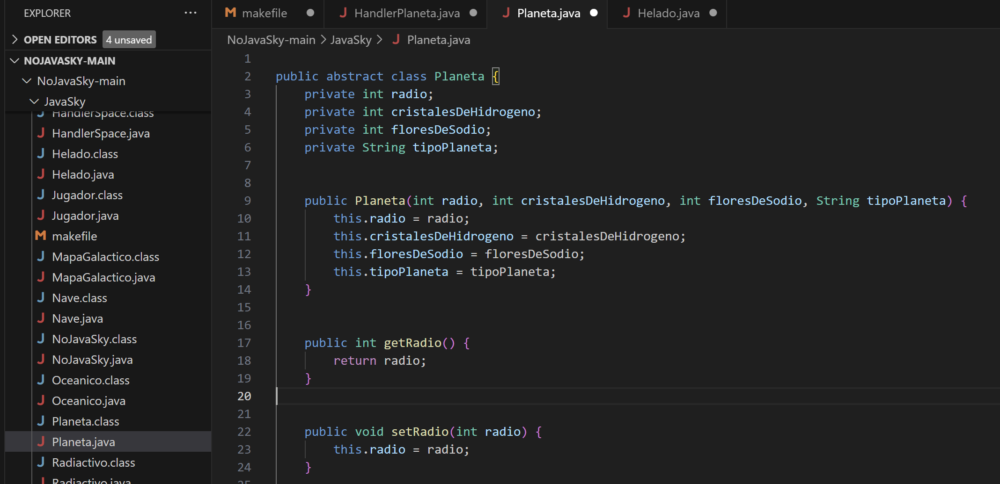 EXPLORER ...
OPEN EDITORS 4 unsaved
NOJAVASKY-MAIN
NoJavaSky-main
JavaSky
HandlerSpace.class
HandlerSpace.java
Helado.class
Helado.java
Jugador.class
Jugador.java
makefile
MapaGalactico.class
MapaGalactico.java
Nave.class
Nave.java
NoJavaSky.class
NoJavaSky.java
Oceanico.class
Oceanico.java
Planeta.class
Planeta.java
Radiactivo.class
Radiactivo.java
makefile HandlerPlaneta.java Planeta.java Helado.java
NoJavaSky-main > JavaSky > Planeta.java
1
2 public abstract class Planeta {
3 private int radio;
4 private int cristalesDeHidrogeno;
5 private int floresDeSodio;
6 private String tipoPlaneta;
7
8
9 public Planeta(int radio, int cristalesDeHidrogeno, int floresDeSodio, String tipoPlaneta) {
10 this.radio = radio;
11 this.cristalesDeHidrogeno = cristalesDeHidrogeno;
12 this.floresDeSodio = floresDeSodio;
13 this.tipoPlaneta = tipoPlaneta;
14 }
15
16
17 public int getRadio() {
18 return radio;
19 }
20
21
22 public void setRadio(int radio) {
23 this.radio = radio;
24 }
25